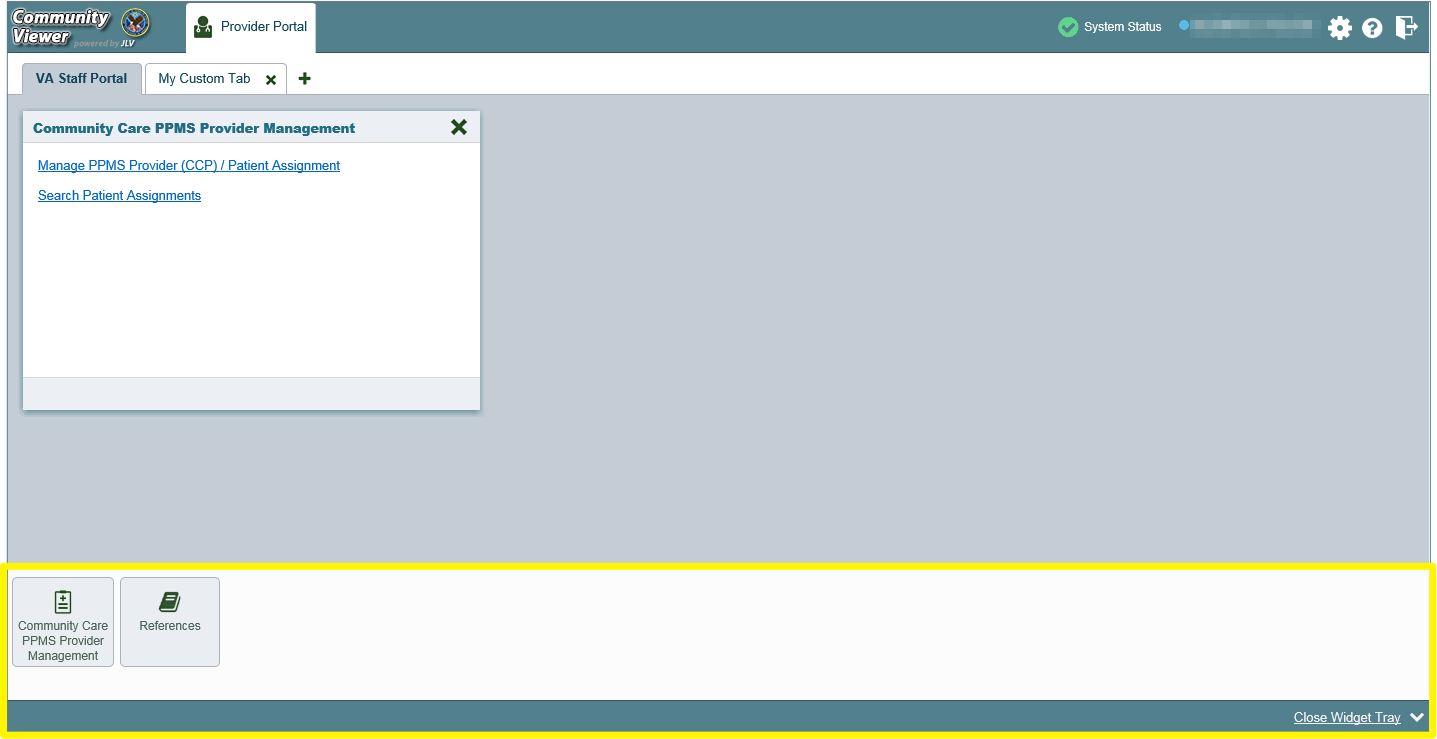 Community
Viewer powered by JLV
Provider Portal
System Status
VA Staff Portal
My Custom Tab
Community Care PPMS Provider Management
Manage PPMS Provider (CCP) / Patient Assignment
Search Patient Assignments
Community Care
PPMS Provider
Management
References
Close Widget Tray